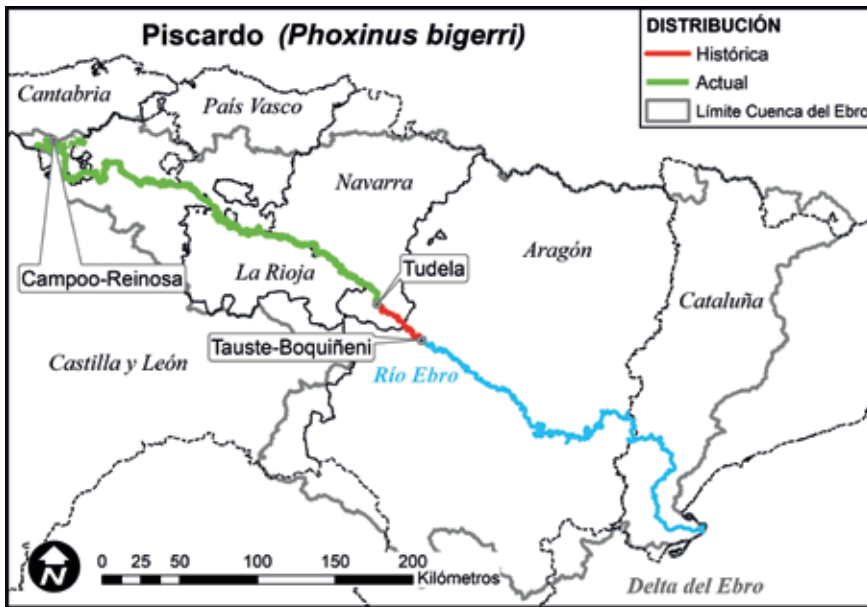 Piscardo (Phoxinus bigerri)
DISTRIBUCIÓN
Histórica
Actual
Límite Cuenca del Ebro
Cantabria
País Vasco
Navarra
Aragón
Cataluña
La Rioja
Tudela
Campoo-Reinosa
Tauste-Boquiñeni
Castilla y León
Río Ebro
N
0 25 50 100 150 200
Kilómetros
Delta del Ebro